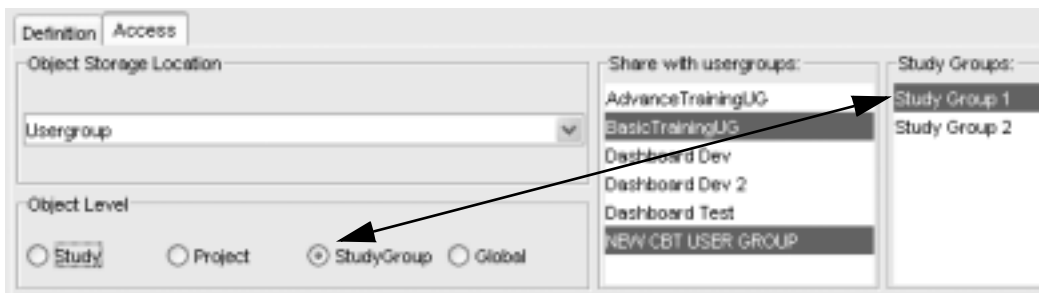 Definition
Access
Object Storage Location
Usergroup
Object Level
Study
Project
StudyGroup
Global
Share with usergroups:
AdvanceTrainingUG
BasicTrainingUG
Dashboard Dev
Dashboard Dev 2
Dashboard Test
NEW CBT USER GROUP
Study Groups:
Study Group 1
Study Group 2